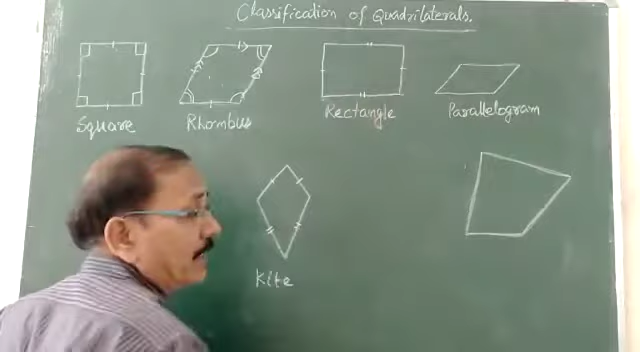 Classification of Quadrilaterals.
Square
Rhombus
Rectangle
Parallelogram
Kite